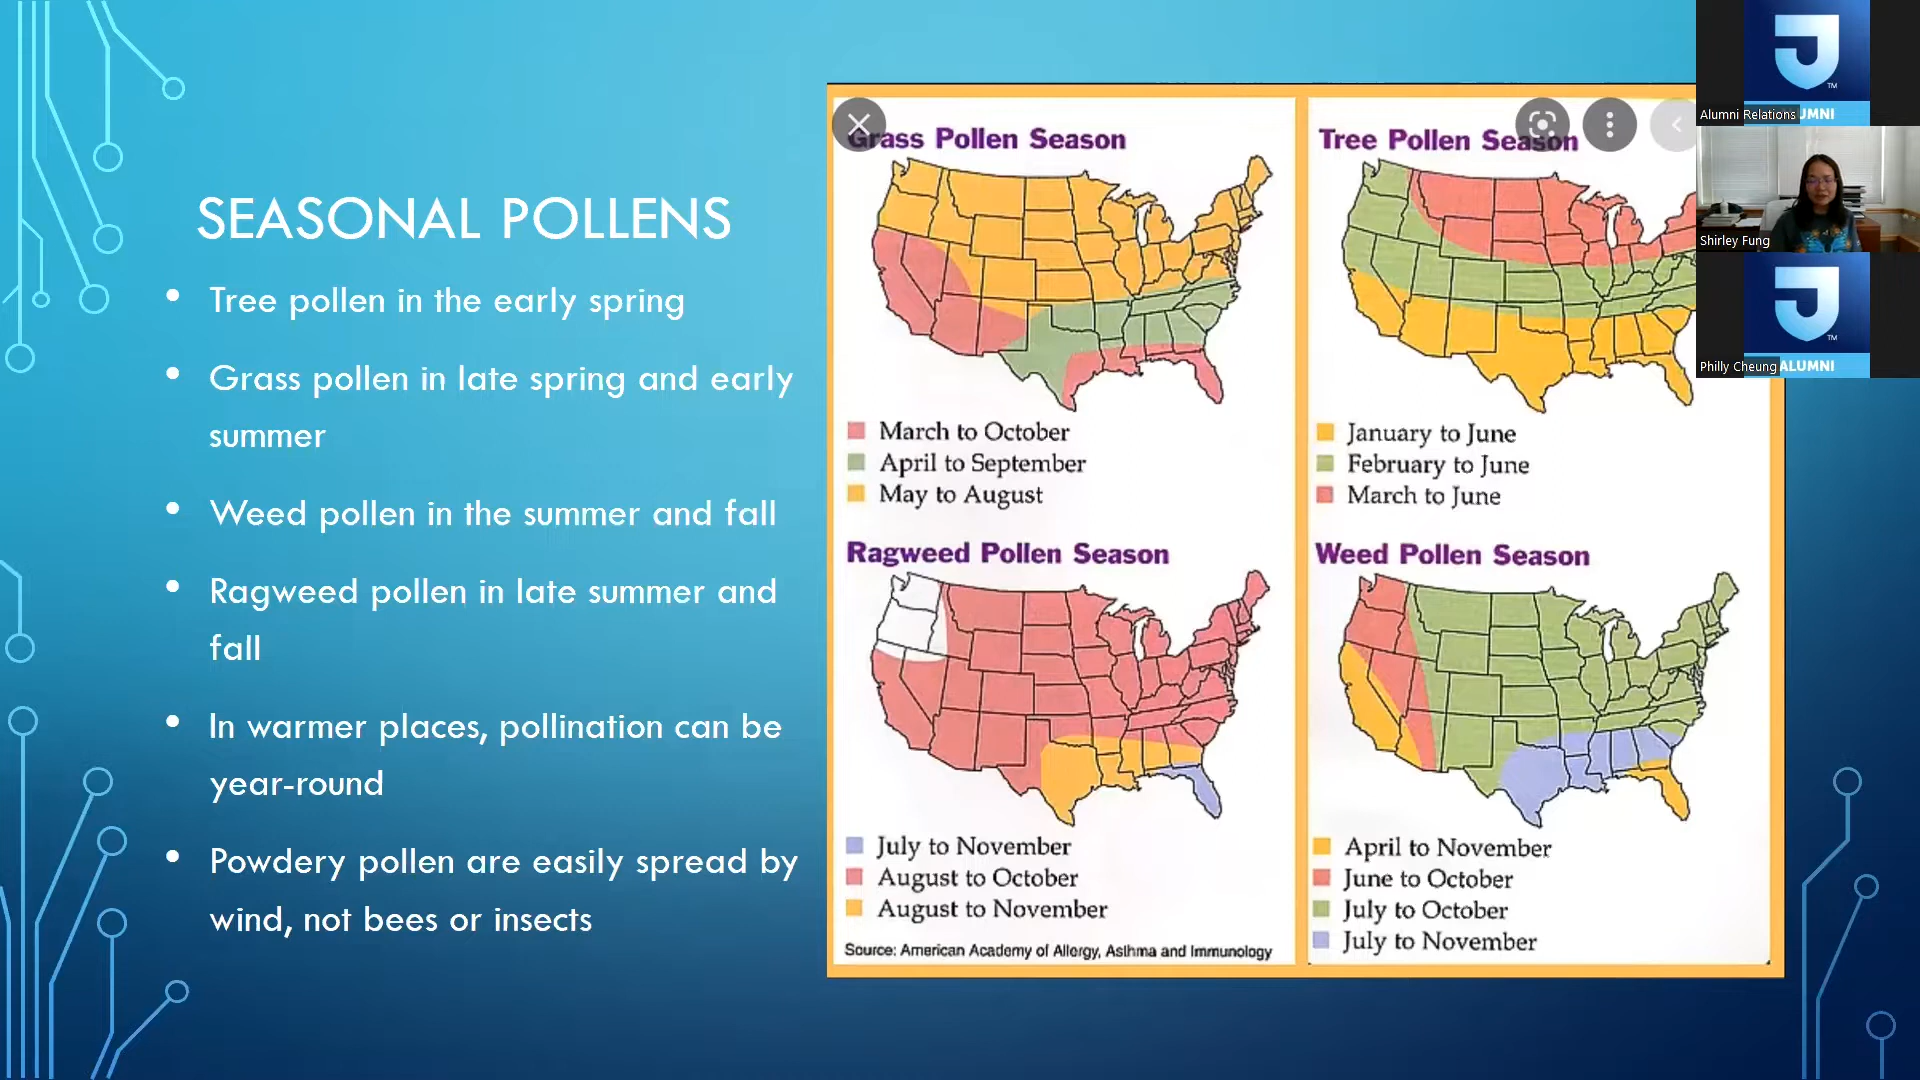 SEASONAL POLLENS
• Tree pollen in the early spring
• Grass pollen in late spring and early
summer
• Weed pollen in the summer and fall
• Ragweed pollen in late summer and
fall
• In warmer places, pollination can be
year-round
• Powdery pollen are easily spread by
wind, not bees or insects
Grass Pollen Season
March to October
April to September
May to August
Tree Pollen Season
January to June
February to June
March to June
Ragweed Pollen Season
July to November
August to October
August to November
Source: American Academy of Allergy, Asthma and Immunology
Weed Pollen Season
April to November
June to October
July to October
July to November
J
TM
Alumni Relations
Shirley Fung
J
TM
Philly Cheung
ALUMNI